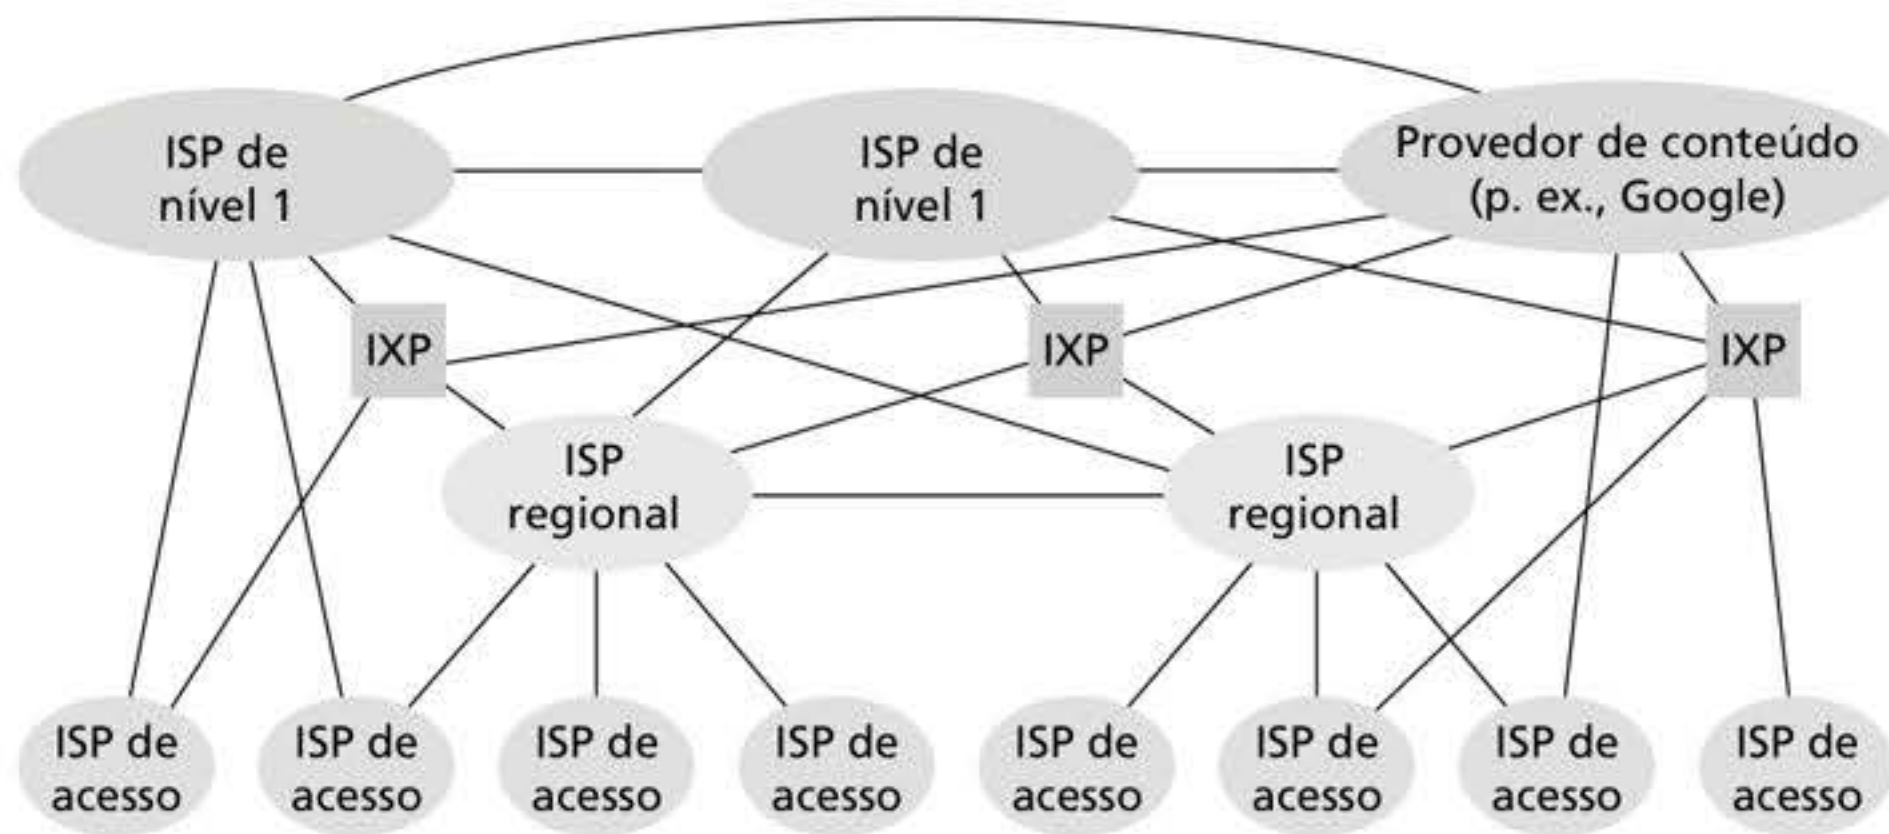 ISP de
nível 1
ISP de
nível 1
Provedor de conteúdo
(p. ex., Google)
IXP
IXP
IXP
ISP
regional
ISP
regional
ISP de
acesso
ISP de
acesso
ISP de
acesso
ISP de
acesso
ISP de
acesso
ISP de
acesso
ISP de
acesso
ISP de
acesso